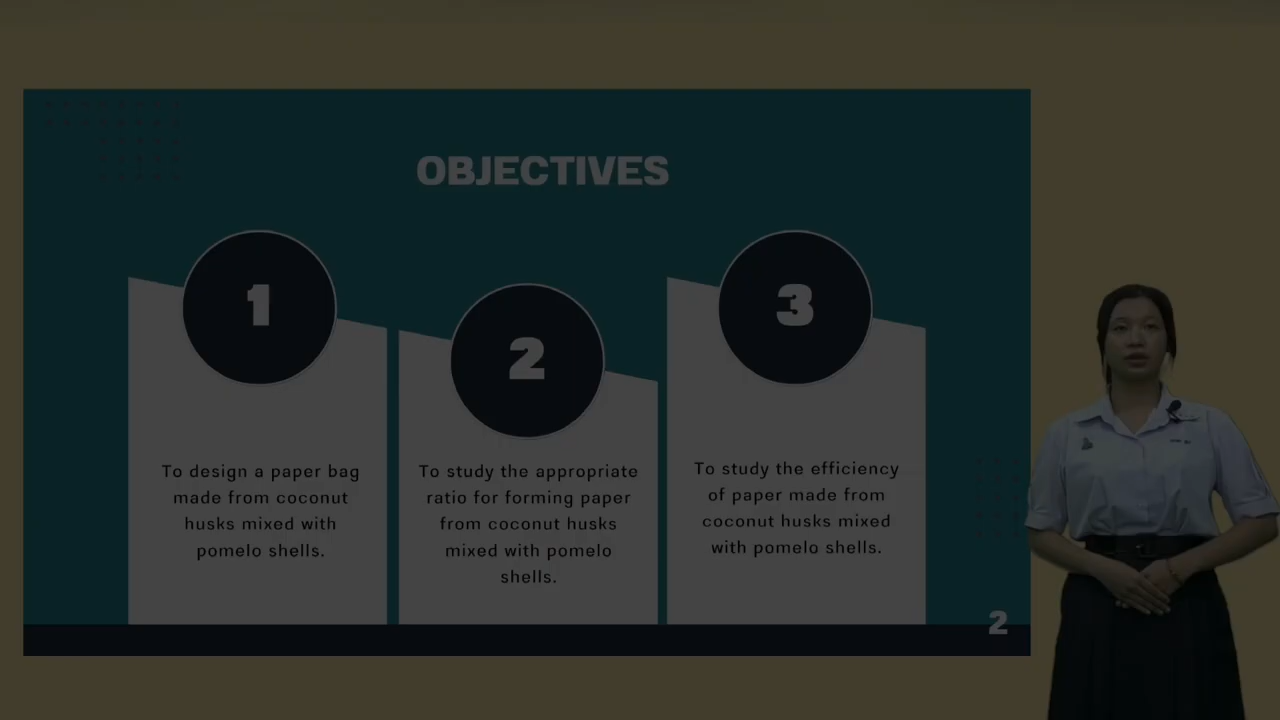 OBJECTIVES
1
To design a paper bag
made from coconut
husks mixed with
pomelo shells.
2
To study the appropriate
ratio for forming paper
from coconut husks
mixed with pomelo
shells.
3
To study the efficiency
of paper made from
coconut husks mixed
with pomelo shells.
2